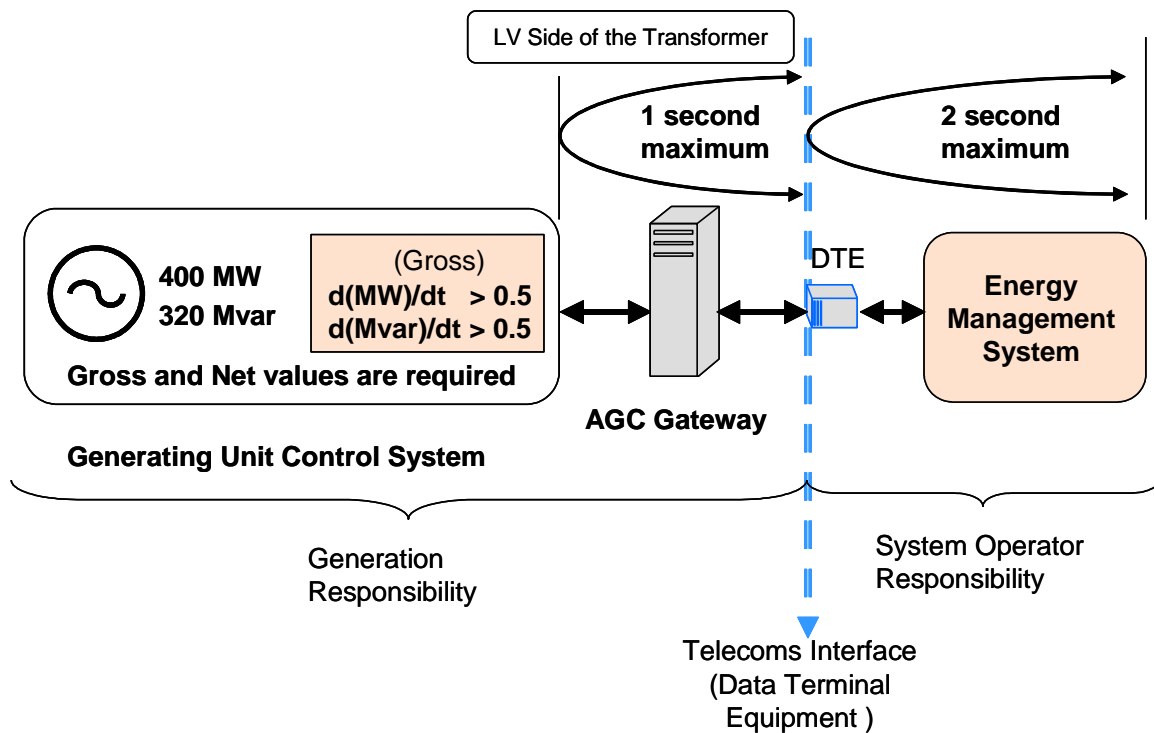 LV Side of the Transformer
1 second
maximum
2 second
maximum
400 MW
320 Mvar
(Gross)
d(MW)/dt > 0.5
d(Mvar)/dt > 0.5
Gross and Net values are required
DTE
Energy
Management
System
AGC Gateway
Generating Unit Control System
Generation
Responsibility
System Operator
Responsibility
Telecoms Interface
(Data Terminal
Equipment )